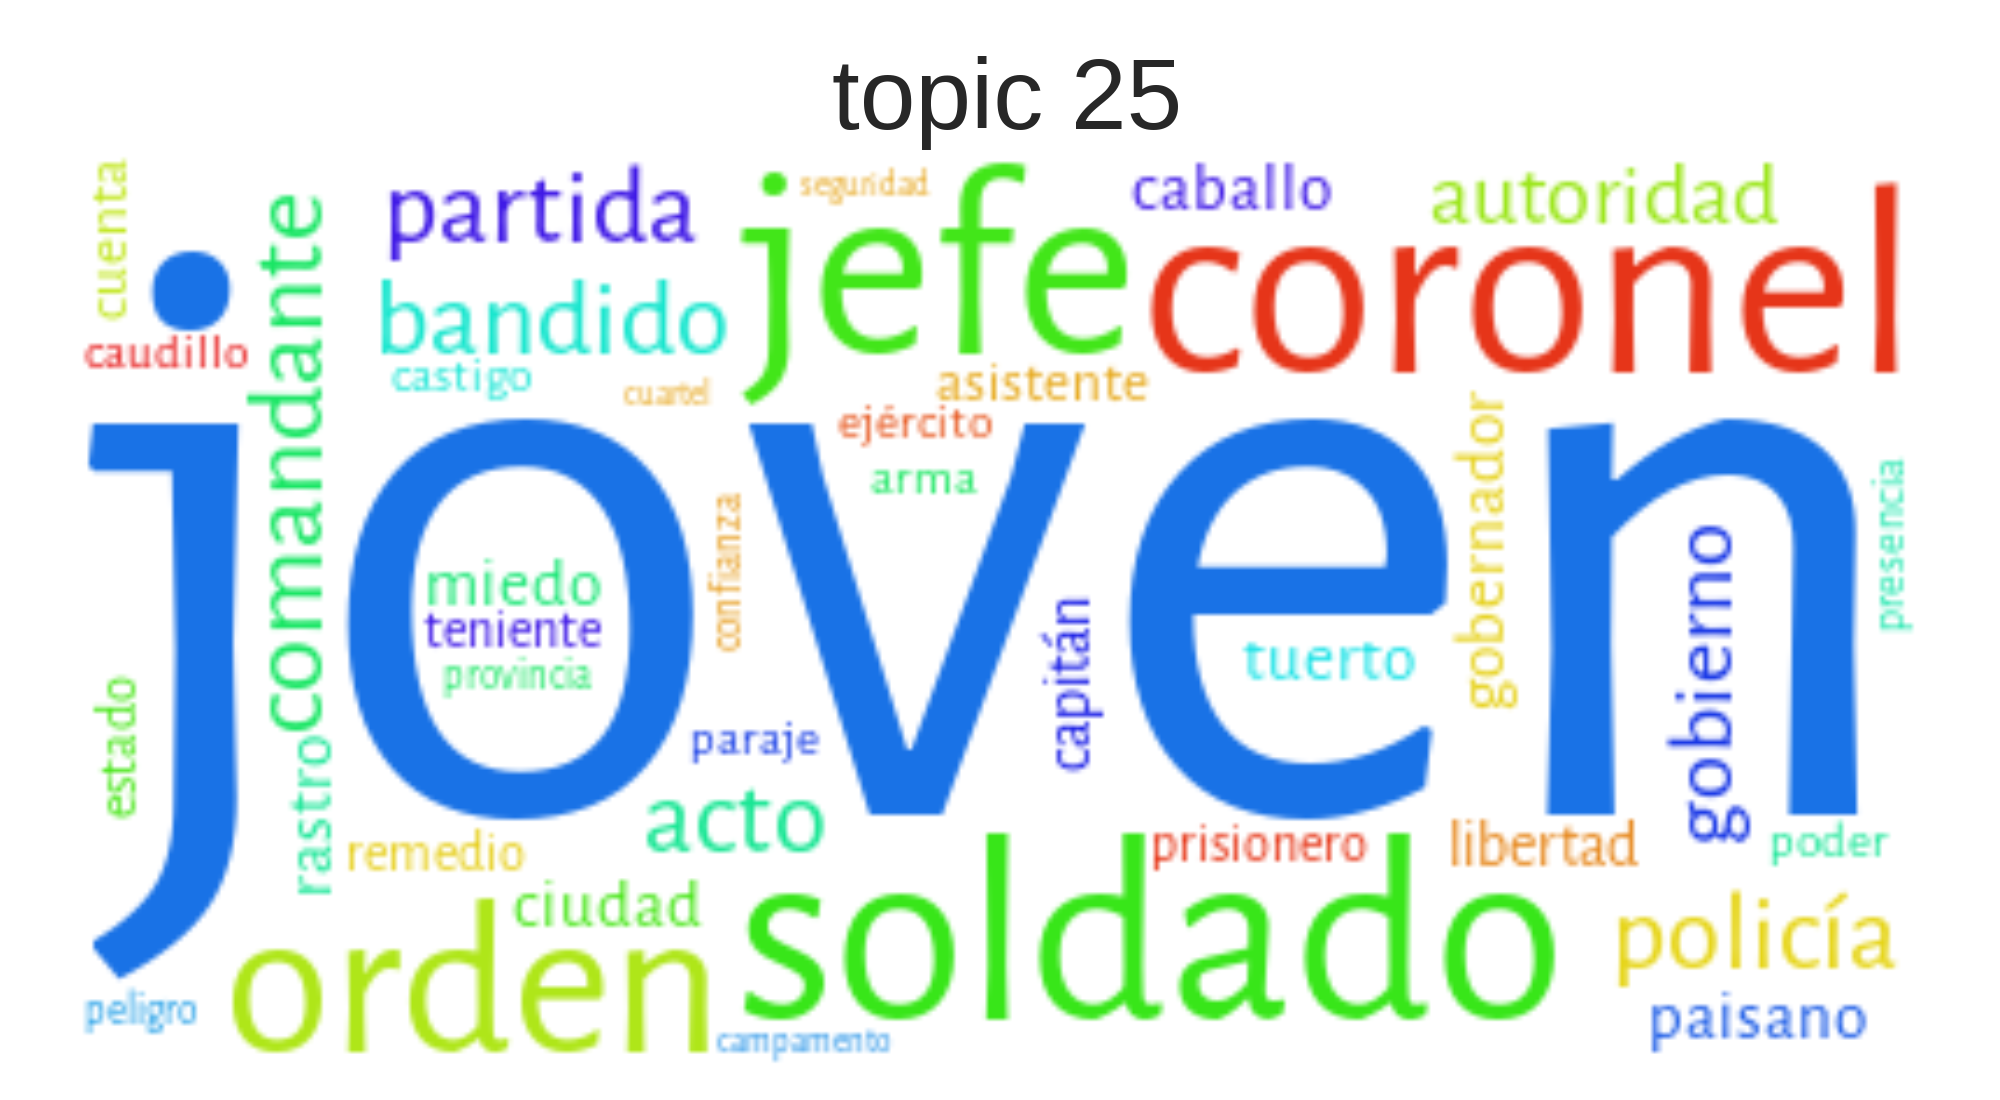 topic 25
cuenta
partida
jefe
seguridad
caballo
autoridad
comandante
bandido
coronel
caudillo
castigo
cuartel
asistente
ejército
arma
joven
gobernador
presencia
confianza
miedo
teniente
provincia
capitán
tuerto
gobierno
estado
paraje
rastro
remedio
acto
prisionero
libertad
poder
ciudad
orden
soldado
policía
peligro
campamento
paisano